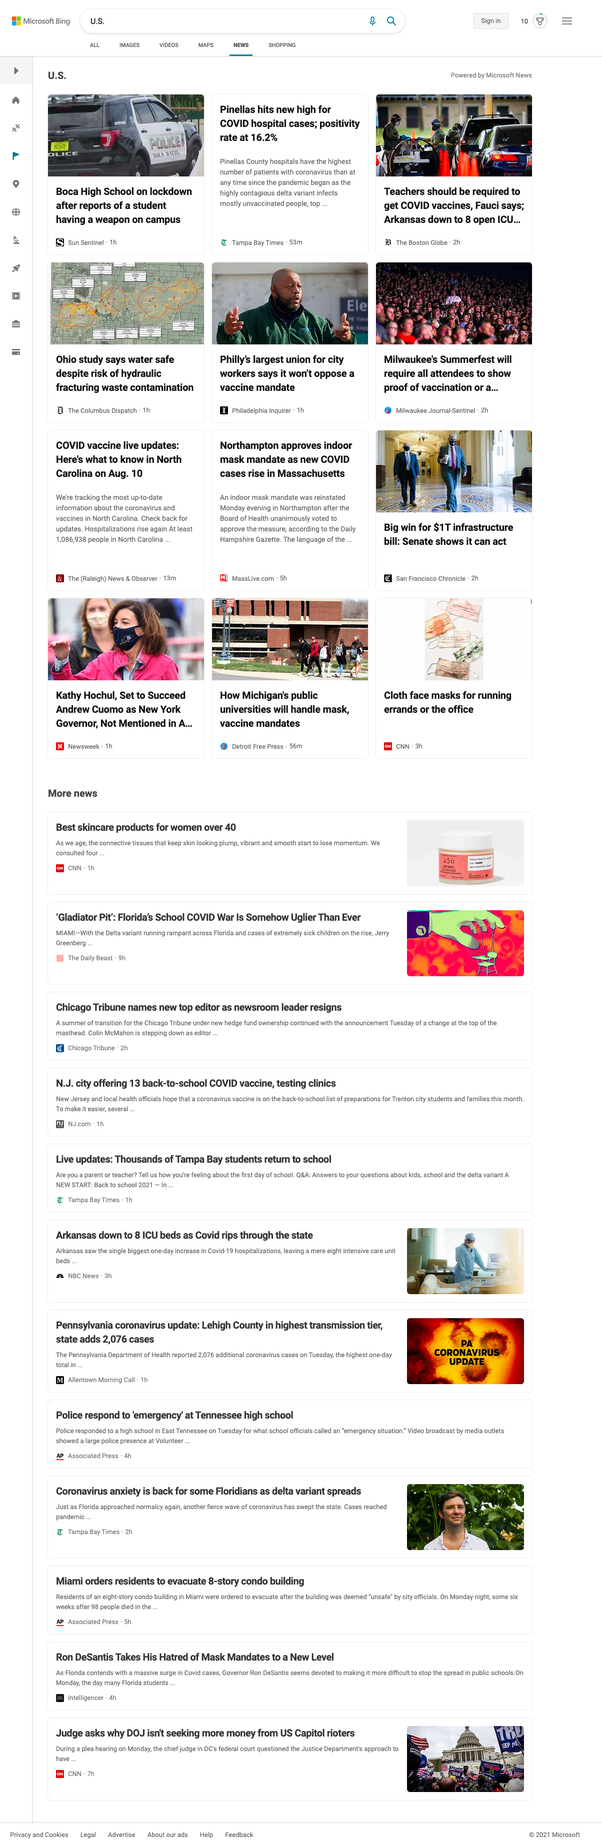 Microsoft Bing
U.S.
Sign in
10
ALL
IMAGES
VIDEOS
MAPS
NEWS
SHOPPING
U.S.
Powered by Microsoft News
POLICE
Boca High School on lockdown
after reports of a student
having a weapon on campus
Sun Sentinel · 1h
Pinellas hits new high for
COVID hospital cases; positivity
rate at 16.2%
Pinellas County hospitals have the highest
number of patients with coronavirus than at
any time since the pandemic began as the
highly contagious delta variant infects
mostly unvaccinated people, top ...
Tampa Bay Times · 53m
Teachers should be required to
get COVID vaccines, Fauci says;
Arkansas down to 8 open ICU...
The Boston Globe · 2h
Ohio study says water safe
despite risk of hydraulic
fracturing waste contamination
The Columbus Dispatch · 1h
Philly's largest union for city
workers says it won't oppose a
vaccine mandate
Philadelphia Inquirer · 1h
Milwaukee's Summerfest will
require all attendees to show
proof of vaccination or a...
Milwaukee Journal-Sentinel · 2h
COVID vaccine live updates:
Here's what to know in North
Carolina on Aug. 10
We're tracking the most up-to-date
information about the coronavirus and
vaccines in North Carolina. Check back for
updates. Hospitalizations rise again At least
1,086,938 people in North Carolina ...
The (Raleigh) News & Observer · 13m
Northampton approves indoor
mask mandate as new COVID
cases rise in Massachusetts
An indoor mask mandate was reinstated
Monday evening in Northampton after the
Board of Health unanimously voted to
approve the measure, according to the Daily
Hampshire Gazette. The language of the ...
MassLive.com · 5h
Big win for $1T infrastructure
bill: Senate shows it can act
San Francisco Chronicle · 2h
Kathy Hochul, Set to Succeed
Andrew Cuomo as New York
Governor, Not Mentioned in A...
Newsweek · 1h
How Michigan's public
universities will handle mask,
vaccine mandates
Detroit Free Press · 56m
Cloth face masks for running
errands or the office
CNN · 3h
More news
Best skincare products for women over 40
As we age, the connective tissues that keep skin looking plump, vibrant and smooth start to lose momentum. We
consulted four ...
CNN · 1h
'Gladiator Pit': Florida's School COVID War Is Somehow Uglier Than Ever
MIAMI—With the Delta variant running rampant across Florida and cases of extremely sick children on the rise, Jerry
Greenberg ...
The Daily Beast · 9h
Chicago Tribune names new top editor as newsroom leader resigns
A summer of transition for the Chicago Tribune under new hedge fund ownership continued with the announcement Tuesday of a change at the top of the
masthead. Colin McMahon is stepping down as editor ...
Chicago Tribune · 2h
N.J. city offering 13 back-to-school COVID vaccine, testing clinics
New Jersey and local health officials hope that a coronavirus vaccine is on the back-to-school list of preparations for Trenton city students and families this month.
To make it easier, several ...
NJ.com · 1h
Live updates: Thousands of Tampa Bay students return to school
Are you a parent or teacher? Tell us how you're feeling about the first day of school. Q&A: Answers to your questions about kids, school and the delta variant A
NEW START: Back to school 2021 — In ...
Tampa Bay Times · 1h
Arkansas down to 8 ICU beds as Covid rips through the state
Arkansas saw the single biggest one-day increase in Covid-19 hospitalizations, leaving a mere eight intensive care unit
beds ...
NBC News · 3h
Pennsylvania coronavirus update: Lehigh County in highest transmission tier,
state adds 2,076 cases
The Pennsylvania Department of Health reported 2,076 additional coronavirus cases on Tuesday, the highest one-day
total in ...
Allentown Morning Call · 1h
PA
CORONAVIRUS
UPDATE
Police respond to 'emergency' at Tennessee high school
Police responded to a high school in East Tennessee on Tuesday for what school officials called an "emergency situation." Video broadcast by media outlets
showed a large police presence at Volunteer ...
Associated Press · 4h
Coronavirus anxiety is back for some Floridians as delta variant spreads
Just as Florida approached normalcy again, another fierce wave of coronavirus has swept the state. Cases reached
pandemic ...
Tampa Bay Times · 2h
Miami orders residents to evacuate 8-story condo building
Residents of an eight-story condo building in Miami were ordered to evacuate after the building was deemed "unsafe" by city officials. On Monday night, some six
weeks after 98 people died in the ...
Associated Press · 5h
Ron DeSantis Takes His Hatred of Mask Mandates to a New Level
As Florida contends with a massive surge in Covid cases, Governor Ron DeSantis seems devoted to making it more difficult to stop the spread in public schools.On
Monday, the day many Florida students ...
Intelligencer · 4h
Judge asks why DOJ isn't seeking more money from US Capitol rioters
During a plea hearing on Monday, the chief judge in DC's federal court questioned the Justice Department's approach to
have ...
CNN · 7h
Privacy and Cookies
Legal
Advertise
About our ads
Help
Feedback
© 2021 Microsoft